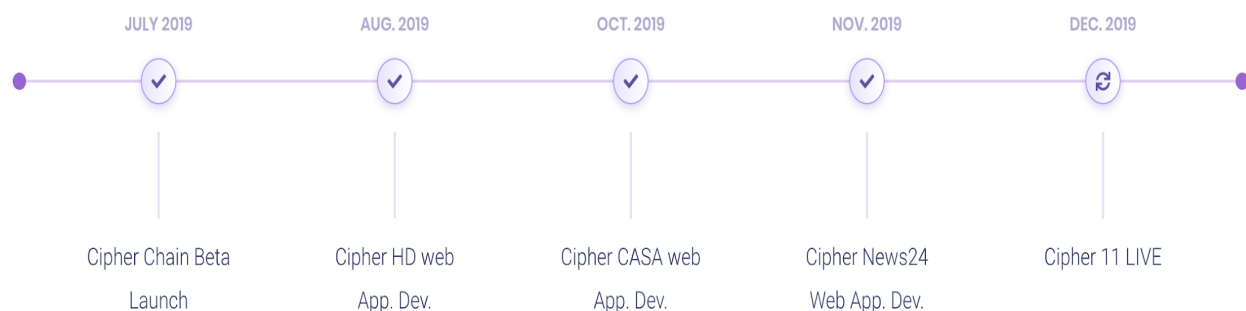 JULY 2019
AUG. 2019
OCT. 2019
NOV. 2019
DEC. 2019
Cipher Chain Beta
Launch
Cipher HD web
App. Dev.
Cipher CASA web
App. Dev.
Cipher News24
Web App. Dev.
Cipher 11 LIVE